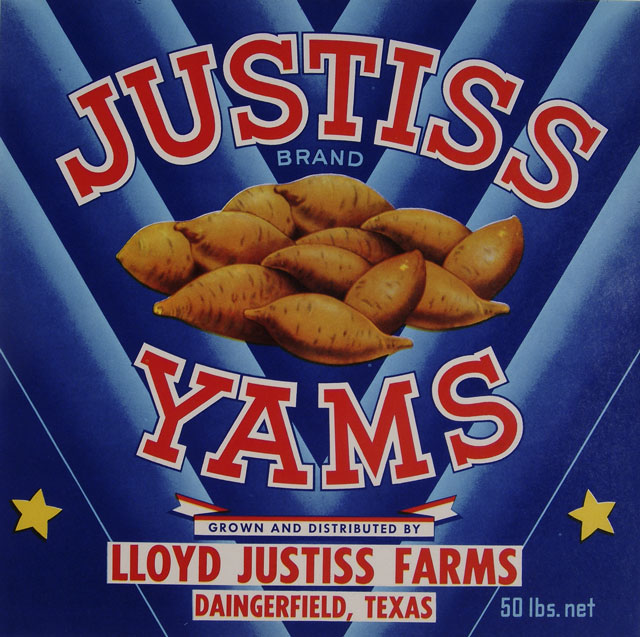 JUSTISS
BRAND
YAMS
GROWN AND DISTRIBUTED BY
LLOYD JUSTISS FARMS
DAINGERFIELD, TEXAS
50 lbs. net